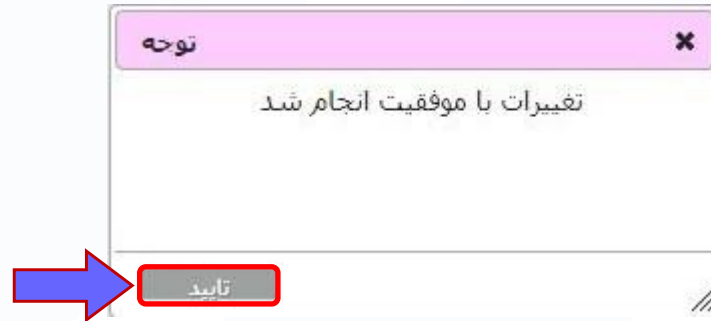 توجه
تغییرات با موفقیت انجام شد
تایید